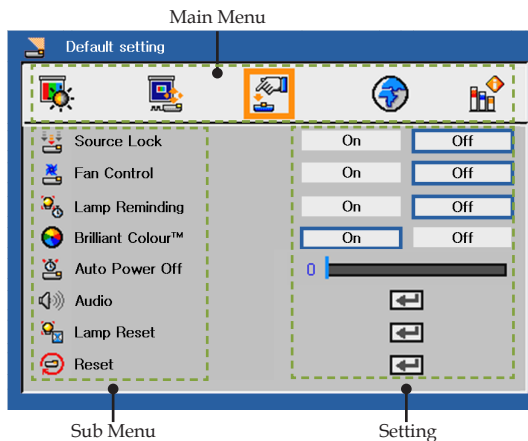 Main Menu
Default setting
Source Lock On Off
Fan Control On Off
Lamp Reminding On Off
Brilliant Colour™ On Off
Auto Power Off 0
Audio
Lamp Reset
Reset
Sub Menu Setting